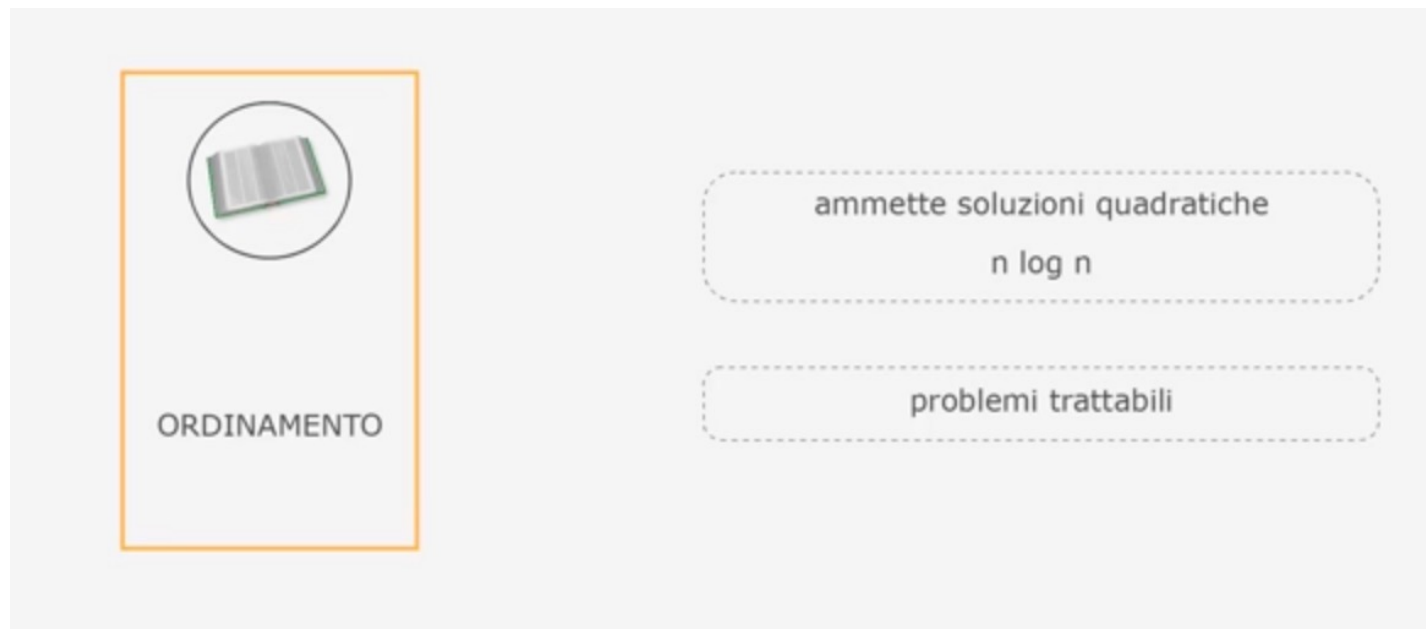 ORDINAMENTO
ammette soluzioni quadratiche
n log n
problemi trattabili